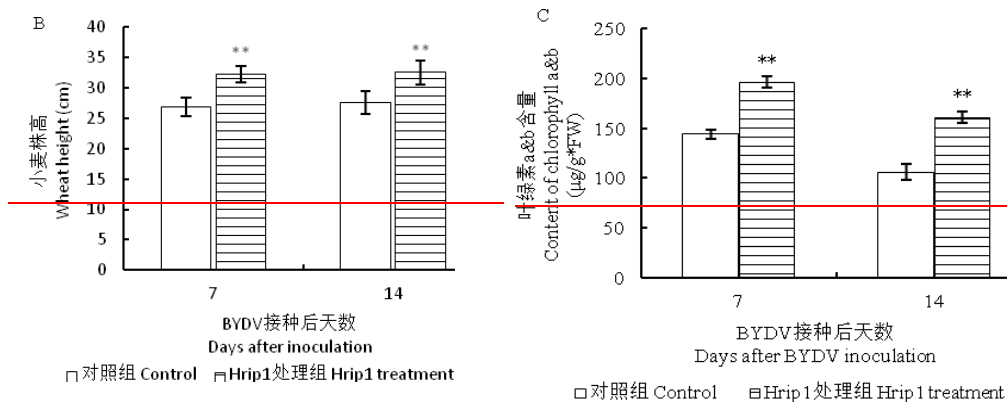 B
40
35
30
25
20
15
10
5
0
小麦株高
Wheat height (cm)
**
**
7
14
BYDV接种后天数
Days after inoculation
对照组 Control
Hrip1处理组 Hrip1 treatment
C
250
200
150
100
50
0
叶绿素a&b含量
Content of chlorophyll a&b
(μg/g*FW)
**
**
7
14
BYDV接种后天数
Days after BYDV inoculation
对照组 Control
Hrip1处理组 Hrip1 treatment